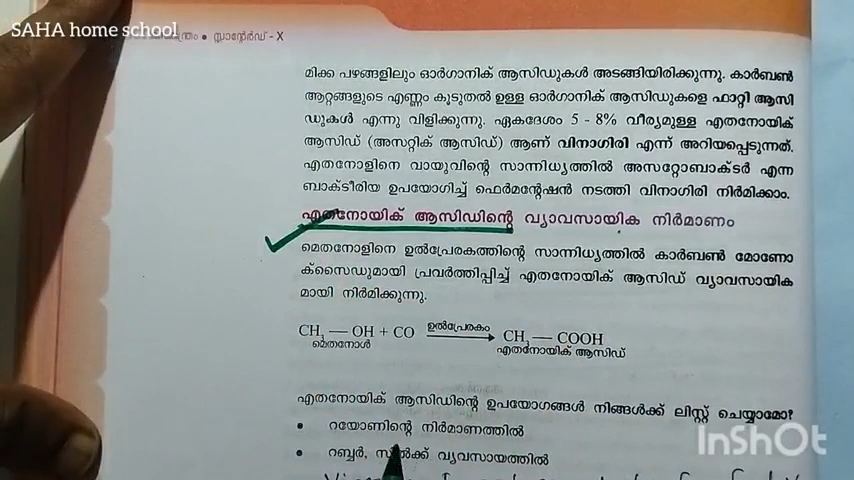 SAHA home school
സ്റ്റാന്റേർഡ് - X
മിക്ക പഴങ്ങളിലും ഓർഗാനിക് ആസിഡുകൾ അടങ്ങിയിരിക്കുന്നു. കാർബൺ
ആറ്റങ്ങളുടെ എണ്ണം കൂടുതൽ ഉള്ള ഓർഗാനിക് ആസിഡുകളെ ഫാറ്റി ആസി
ഡുകൾ എന്നു വിളിക്കുന്നു. ഏകദേശം 5 - 8% വീര്യമുള്ള എതനോയിക്
ആസിഡ് (അസറ്റിക് ആസിഡ്) ആണ് വിനാഗിരി എന്ന് അറിയപ്പെടുന്നത്.
എതനോളിനെ വായുവിന്റെ സാന്നിധ്യത്തിൽ അസറ്റോബാക്ടർ എന്ന
ബാക്ടീരിയ ഉപയോഗിച്ച് ഫെർമന്റേഷൻ നടത്തി വിനാഗിരി നിർമിക്കാം.
എതനോയിക് ആസിഡിന്റെ വ്യാവസായിക നിർമാണം
മെതനോളിനെ ഉൽപ്രേരകത്തിന്റെ സാന്നിധ്യത്തിൽ കാർബൺ മോണോ
ക്സൈഡുമായി പ്രവർത്തിപ്പിച്ച് എതനോയിക് ആസിഡ് വ്യാവസായിക
മായി നിർമിക്കുന്നു.
CH₃ — OH + CO ഉൽപ്രേരകം CH₃ — COOH
മെതനോൾ എതനോയിക് ആസിഡ്
എതനോയിക് ആസിഡിന്റെ ഉപയോഗങ്ങൾ നിങ്ങൾക്ക് ലിസ്റ്റ് ചെയ്യാമോ?
• റയോണിന്റെ നിർമാണത്തിൽ
• റബ്ബർ, സിൽക്ക് വ്യവസായത്തിൽ
InShOt